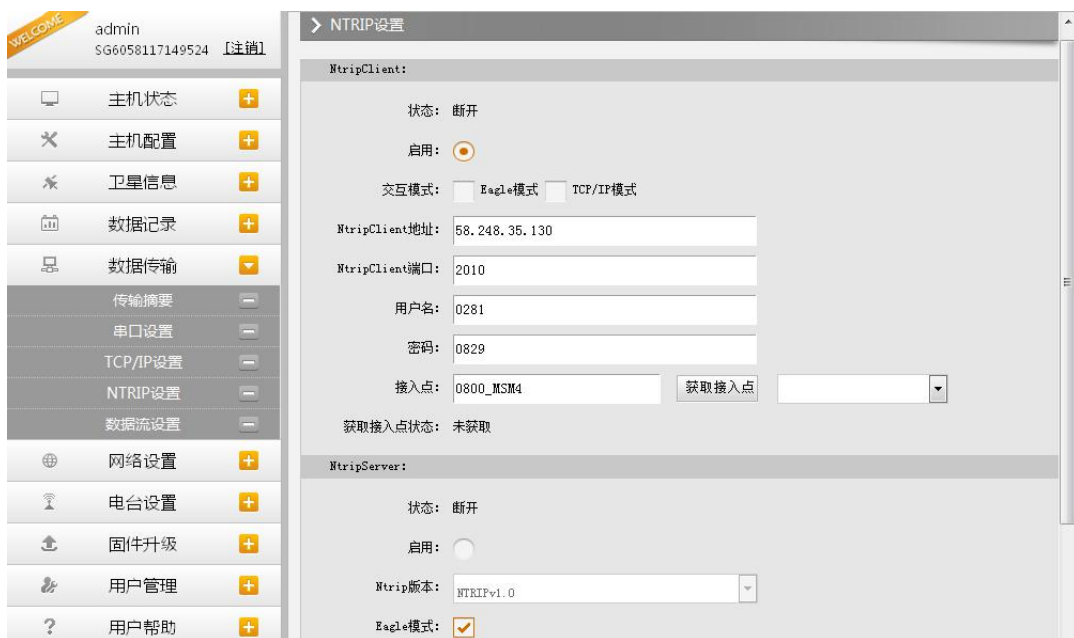 WELCOME
admin
SG6058117149524 [注销]
主机状态
主机配置
卫星信息
数据记录
数据传输
传输摘要
串口设置
TCP/IP设置
NTRIP设置
数据流设置
网络设置
电台设置
固件升级
用户管理
用户帮助
NTRIP设置
NtripClient:
状态: 断开
启用:
交互模式: Eagle模式 TCP/IP模式
NtripClient地址: 58.248.35.130
NtripClient端口: 2010
用户名: 0281
密码: 0829
接入点: 0800_MSM4 获取接入点
获取接入点状态: 未获取
NtripServer:
状态: 断开
启用:
Ntrip版本: NTRIPv1.0
Eagle模式: